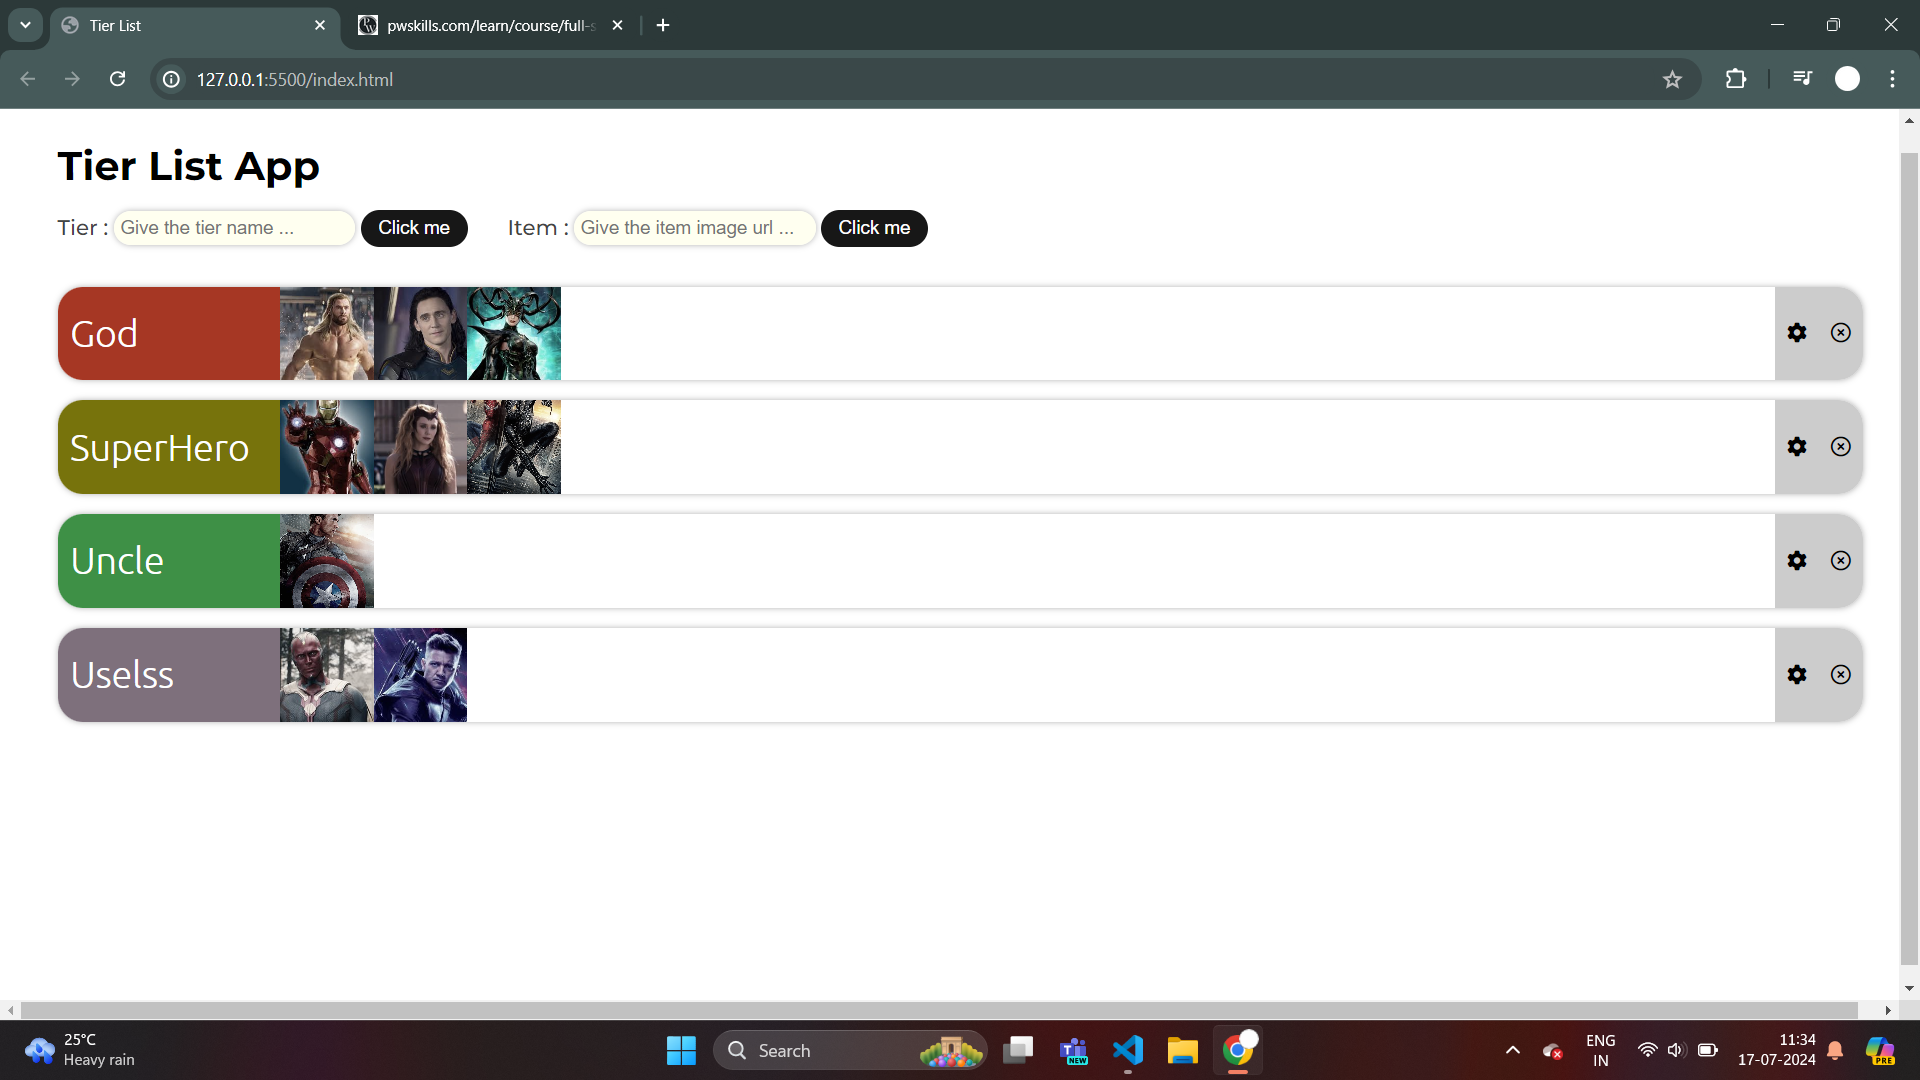 Tier List
pwskills.com/learn/course/full-s
127.0.0.1:5500/index.html
Tier List App
Tier : Give the tier name ... Click me Item : Give the item image url ... Click me
God
SuperHero
Uncle
Uselss
25°C
Heavy rain
Search
NEW
ENG
IN
11:34
17-07-2024
PRE